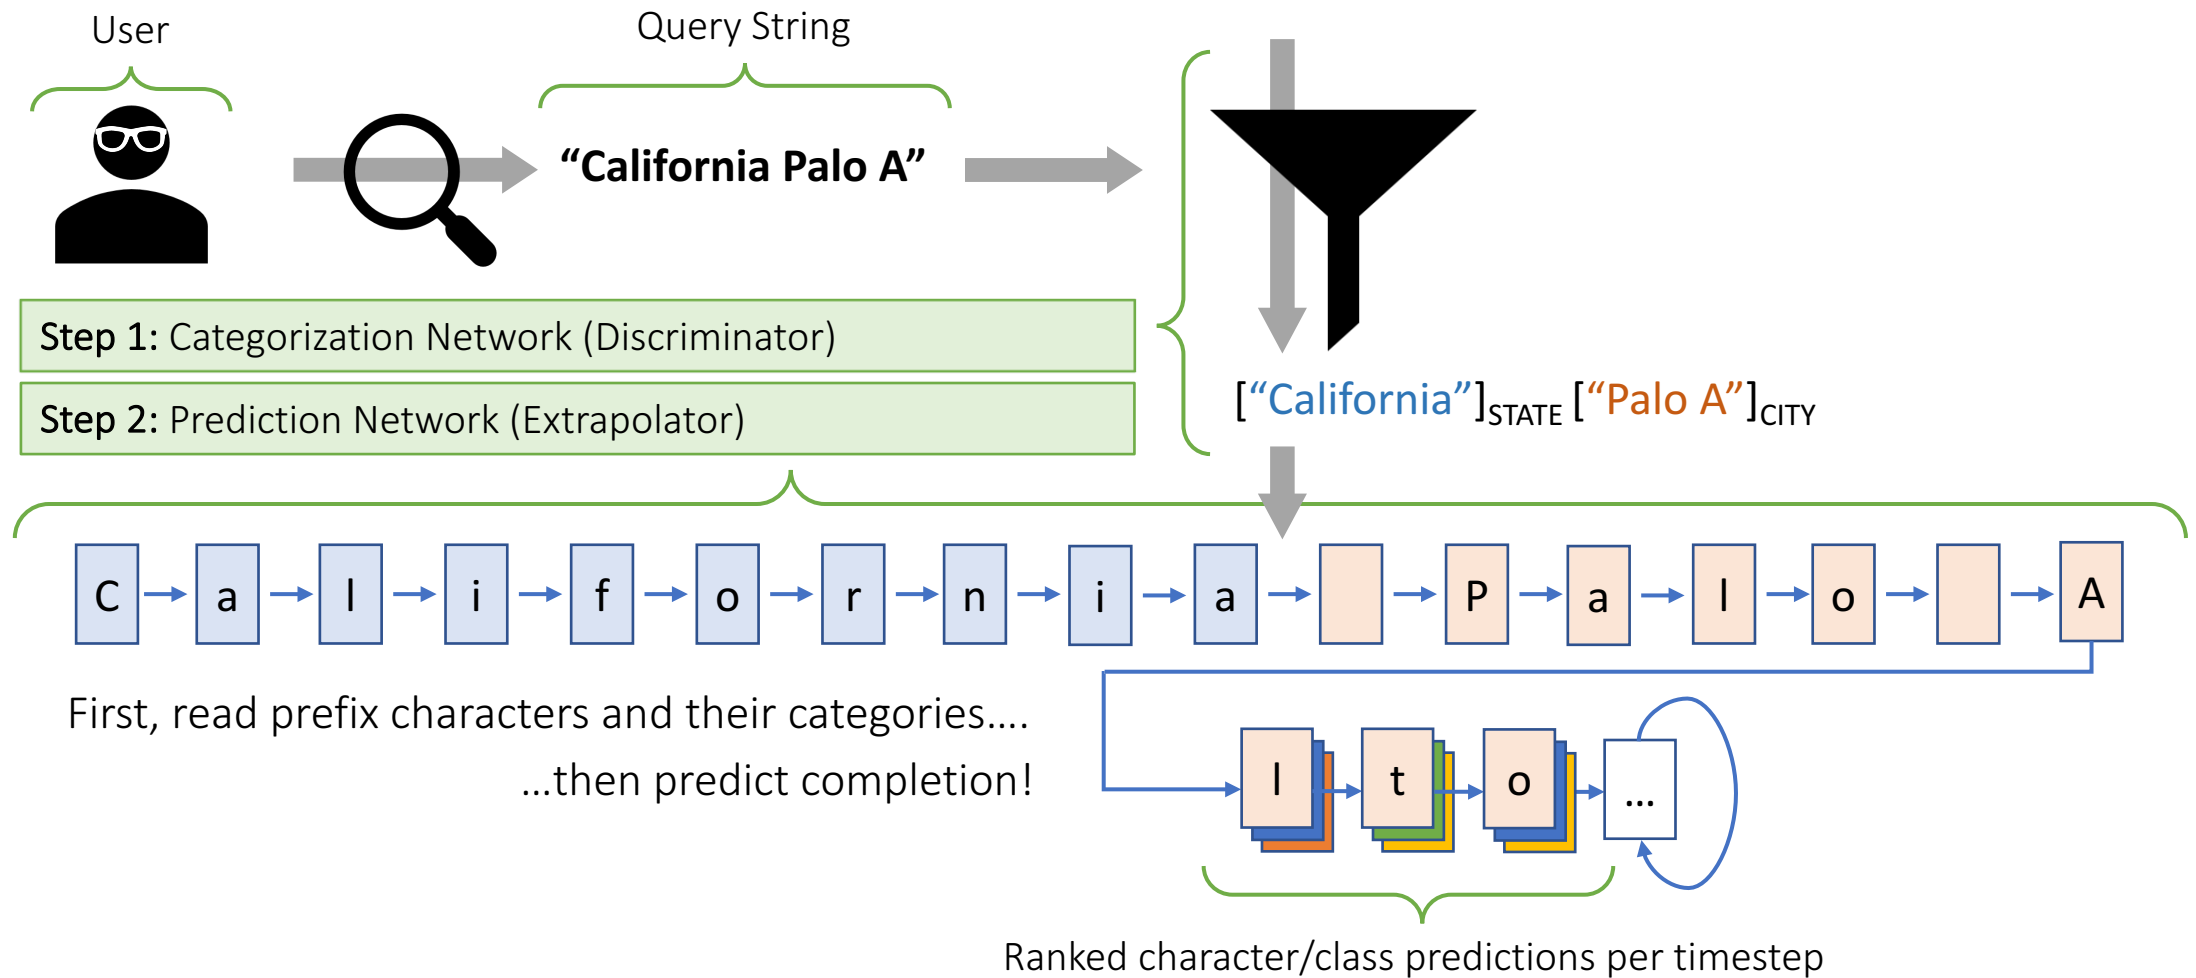 User
Query String
“California Palo A”
Step 1: Categorization Network (Discriminator)
Step 2: Prediction Network (Extrapolator)
[“California”]STATE [“Palo A”]CITY
C a l i f o r n i a P a l o A
First, read prefix characters and their categories....
...then predict completion!
l t o ...
Ranked character/class predictions per timestep